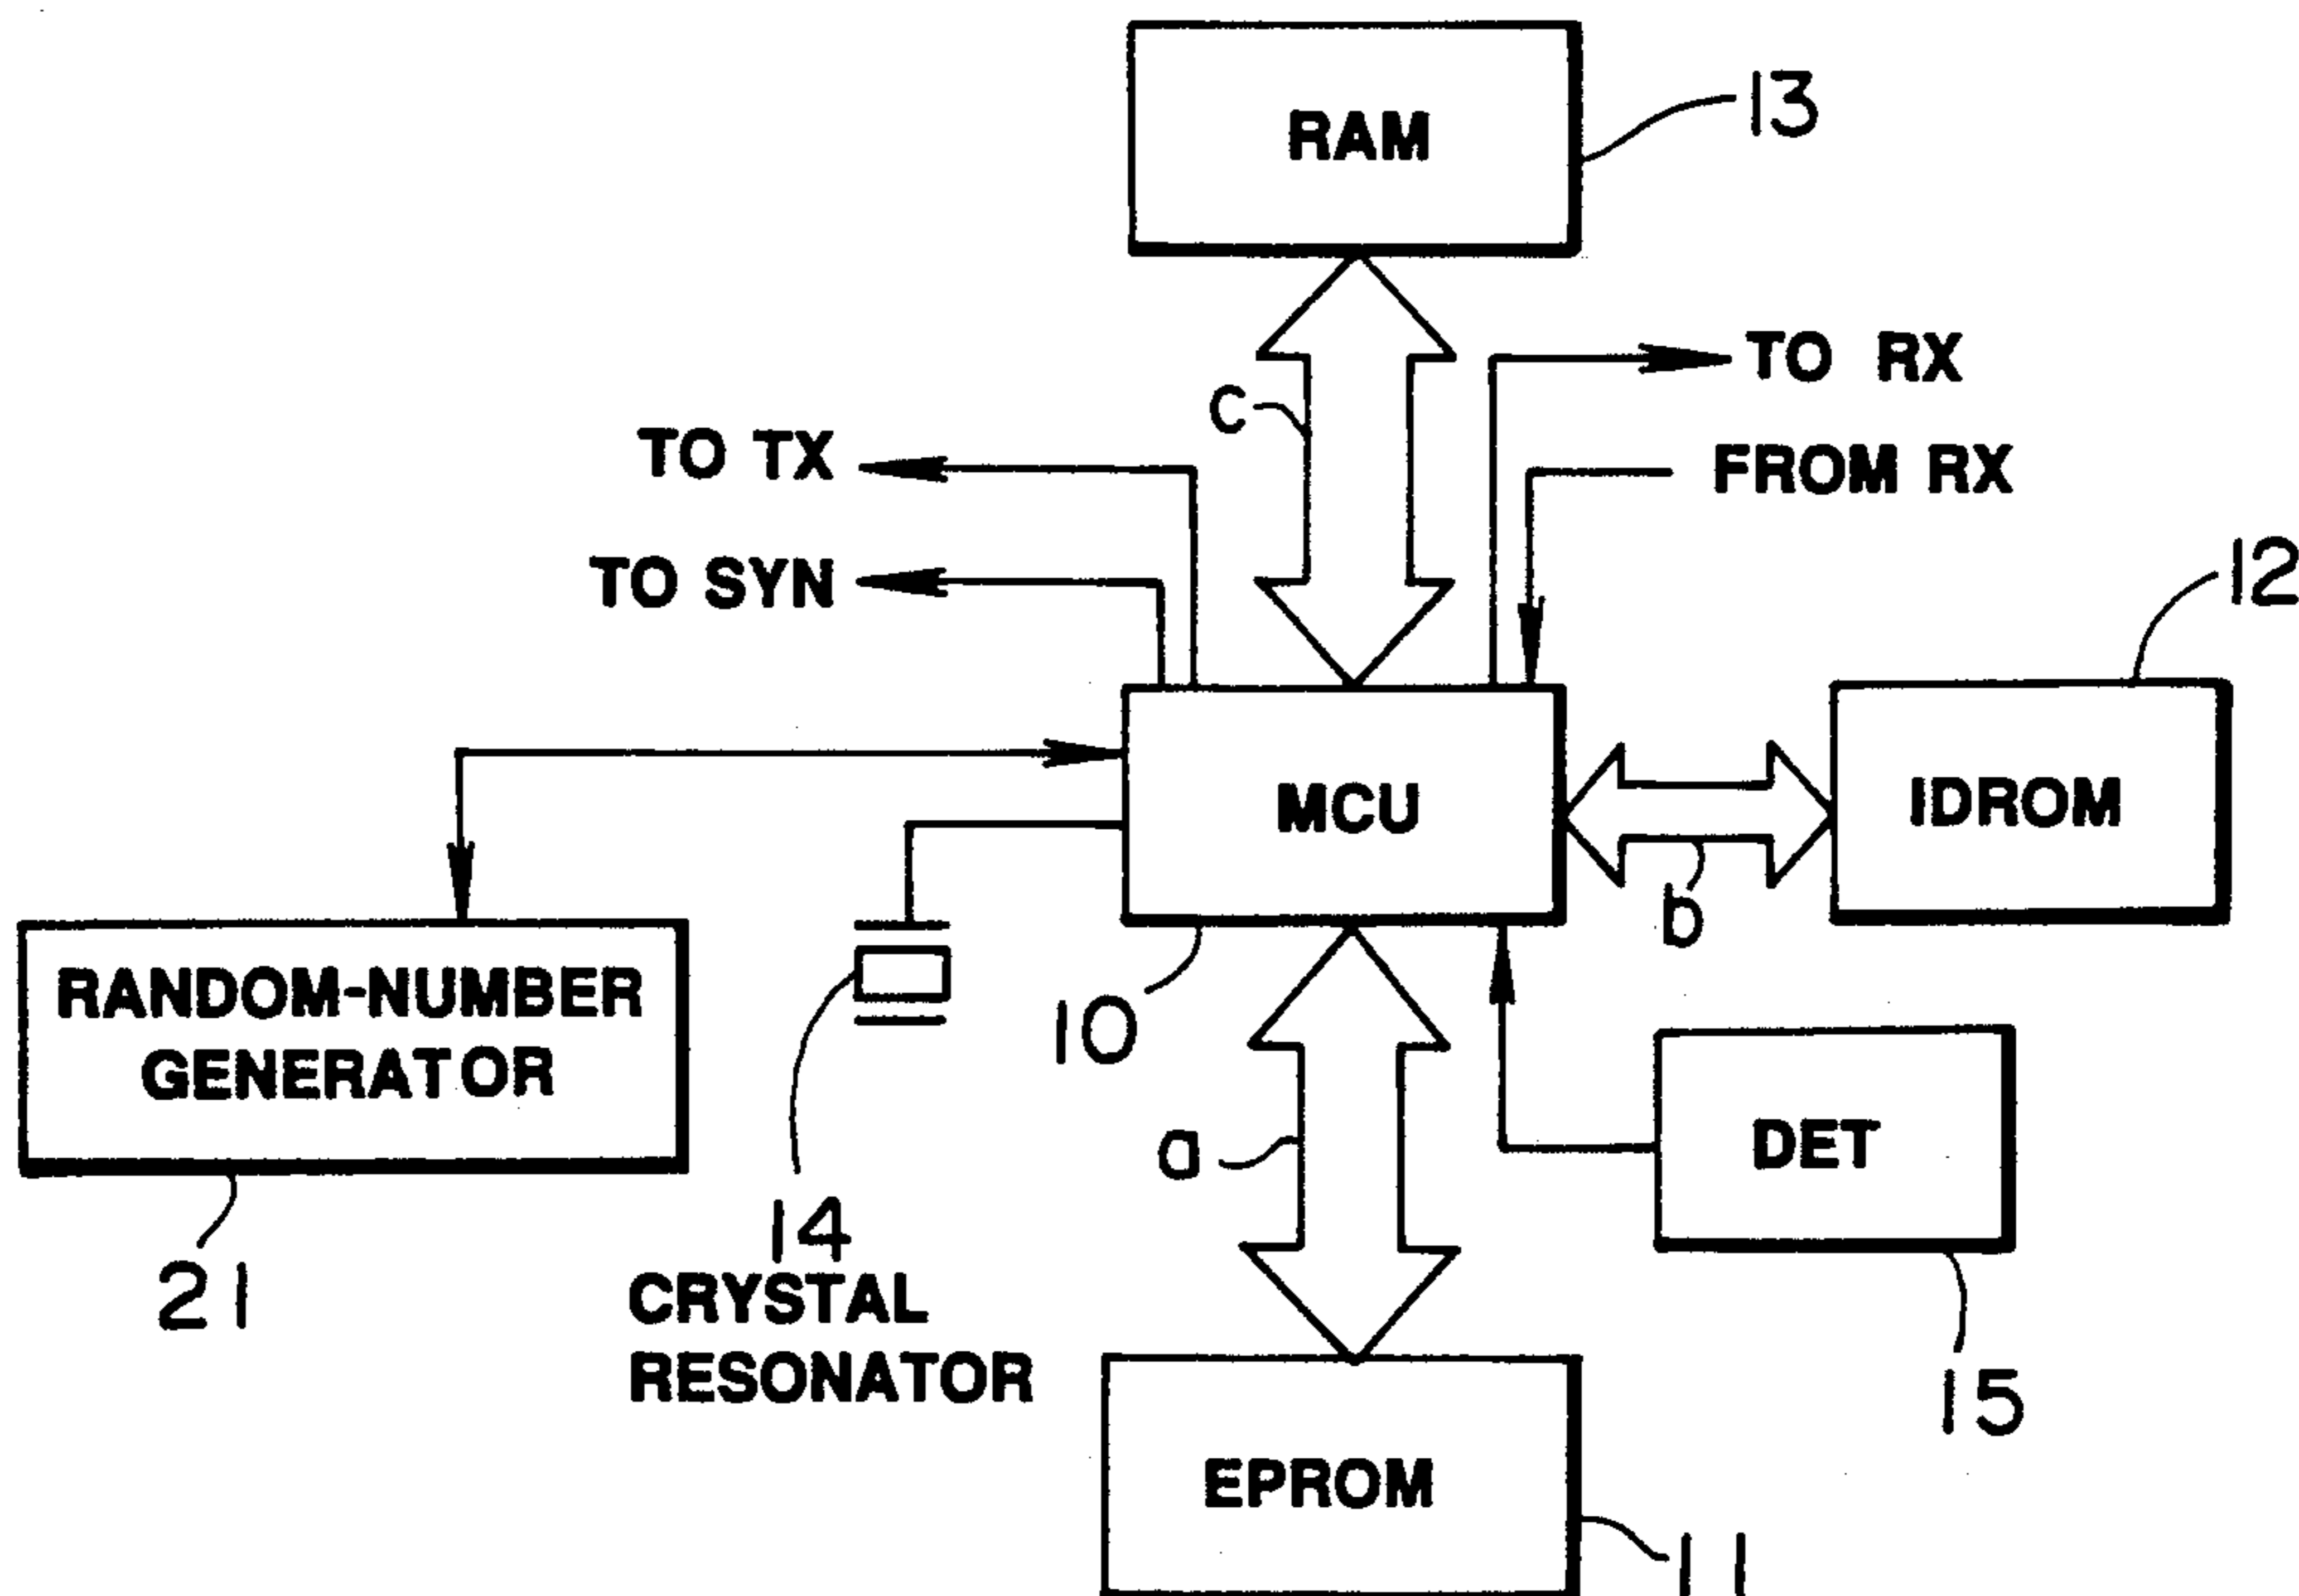 RAM
13
TO RX
C
TO TX
FROM RX
TO SYN
12
MCU
IDROM
b
RANDOM-NUMBER
GENERATOR
10
a
DET
14
CRYSTAL
RESONATOR
21
15
EPROM
11